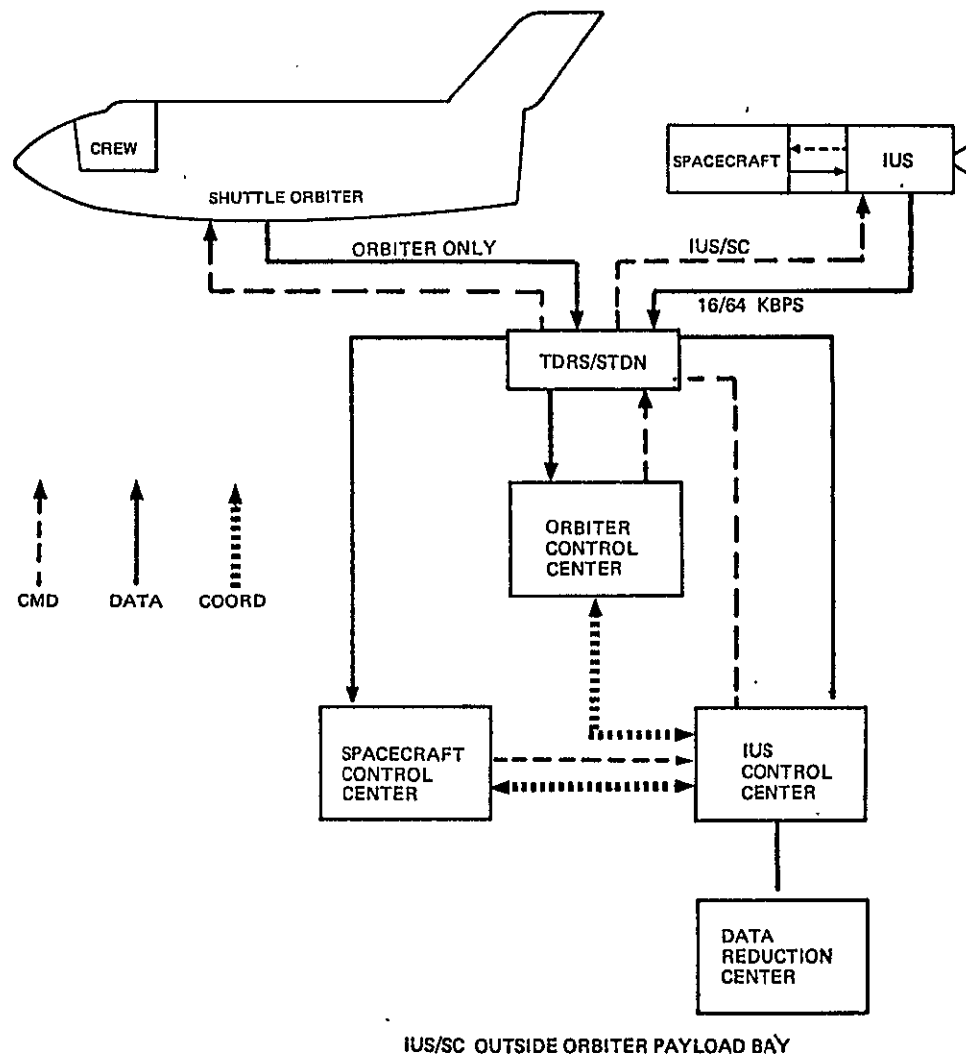 CREW
SHUTTLE ORBITER
SPACECRAFT
IUS
ORBITER ONLY
IUS/SC
16/64 KBPS
TDRS/STDN
ORBITER
CONTROL
CENTER
CMD
DATA
COORD
SPACECRAFT
CONTROL
CENTER
IUS
CONTROL
CENTER
DATA
REDUCTION
CENTER
IUS/SC OUTSIDE ORBITER PAYLOAD BAY